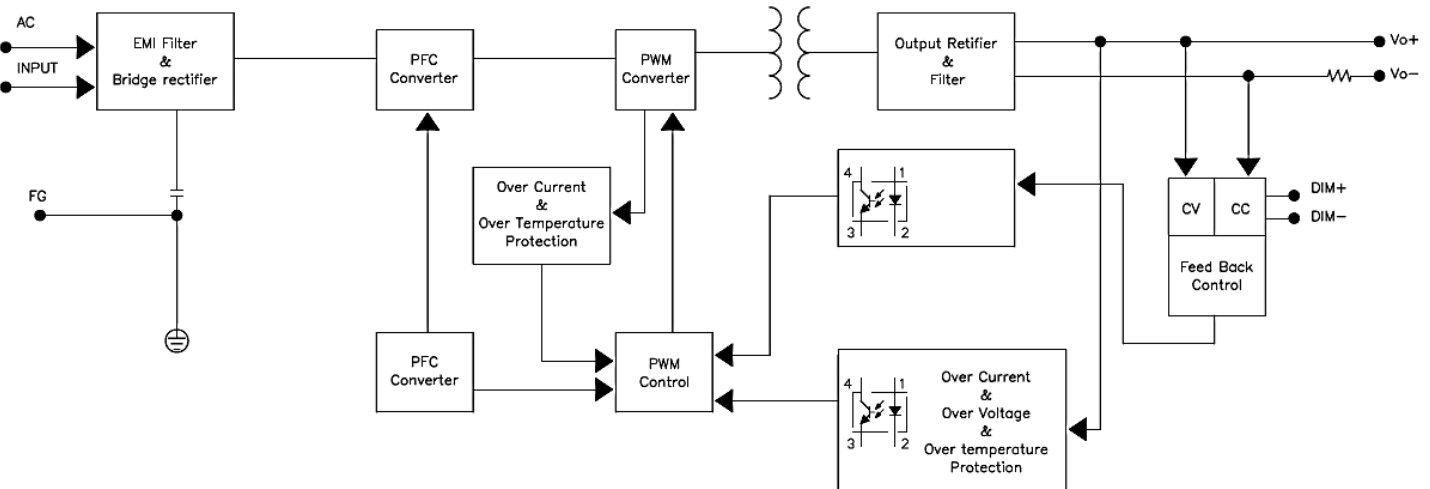 AC
INPUT
EMI Filter
&
Bridge rectifier
PFC
Converter
PWM
Converter
Output Retifier
&
Filter
Vo+
Vo-
FG
Over Current
&
Over Temperature
Protection
4 1
3 2
CV CC
DIM+
DIM-
Feed Back
Control
PFC
Converter
PWM
Control
4 1
3 2
Over Current
&
Over Voltage
&
Over temperature
Protection